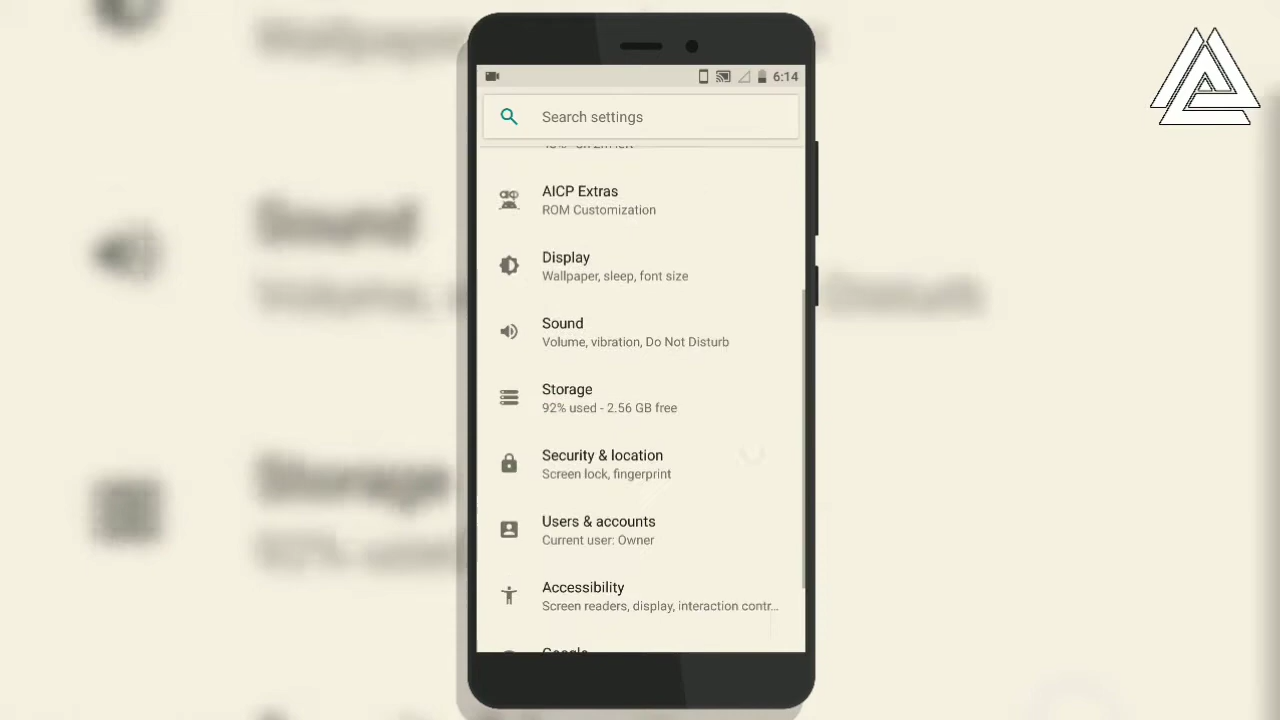 6:14
Search settings
AICP Extras
ROM Customization
Display
Wallpaper, sleep, font size
Sound
Volume, vibration, Do Not Disturb
Storage
92% used - 2.56 GB free
Security & location
Screen lock, fingerprint
Users & accounts
Current user: Owner
Accessibility
Screen readers, display, interaction contr...
Google